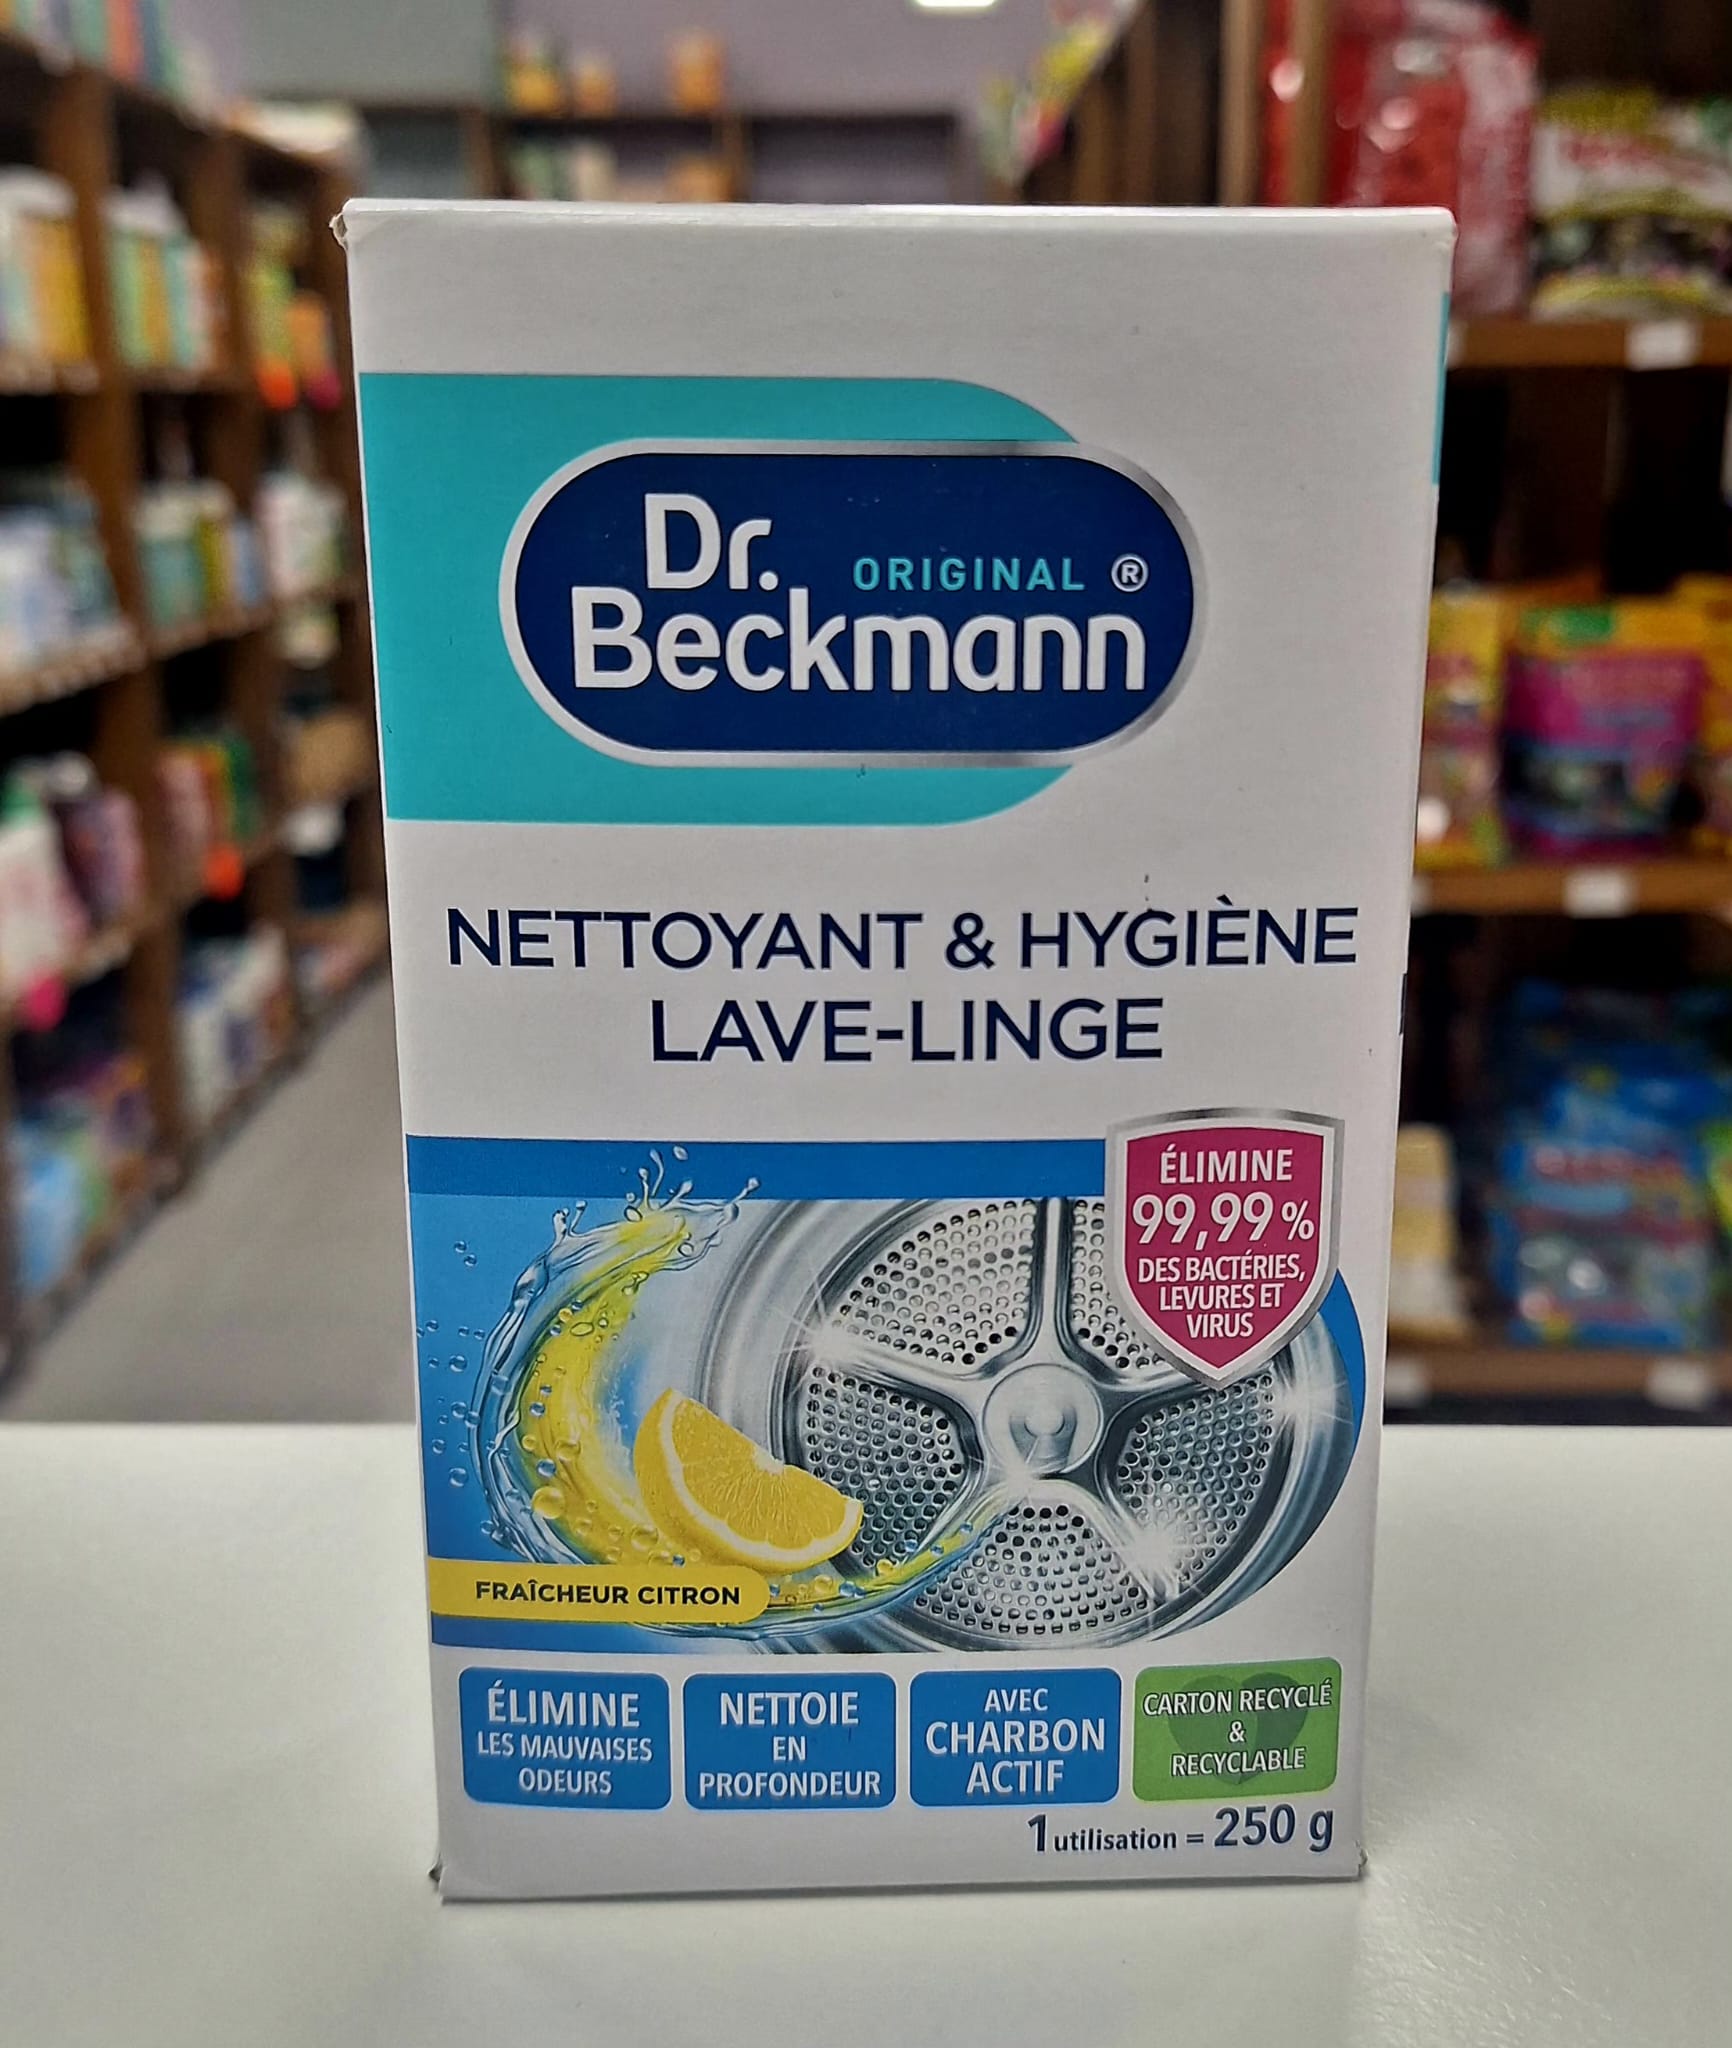 Dr.
ORIGINAL ®
Beckmann
NETTOYANT & HYGIÈNE
LAVE-LINGE
ÉLIMINE
99,99 %
DES BACTÉRIES,
LEVURES ET
VIRUS
FRAÎCHEUR CITRON
ÉLIMINE
LES MAUVAISES
ODEURS
NETTOIE
EN
PROFONDEUR
AVEC
CHARBON
ACTIF
CARTON RECYCLÉ
&
RECYCLABLE
1 utilisation = 250 g